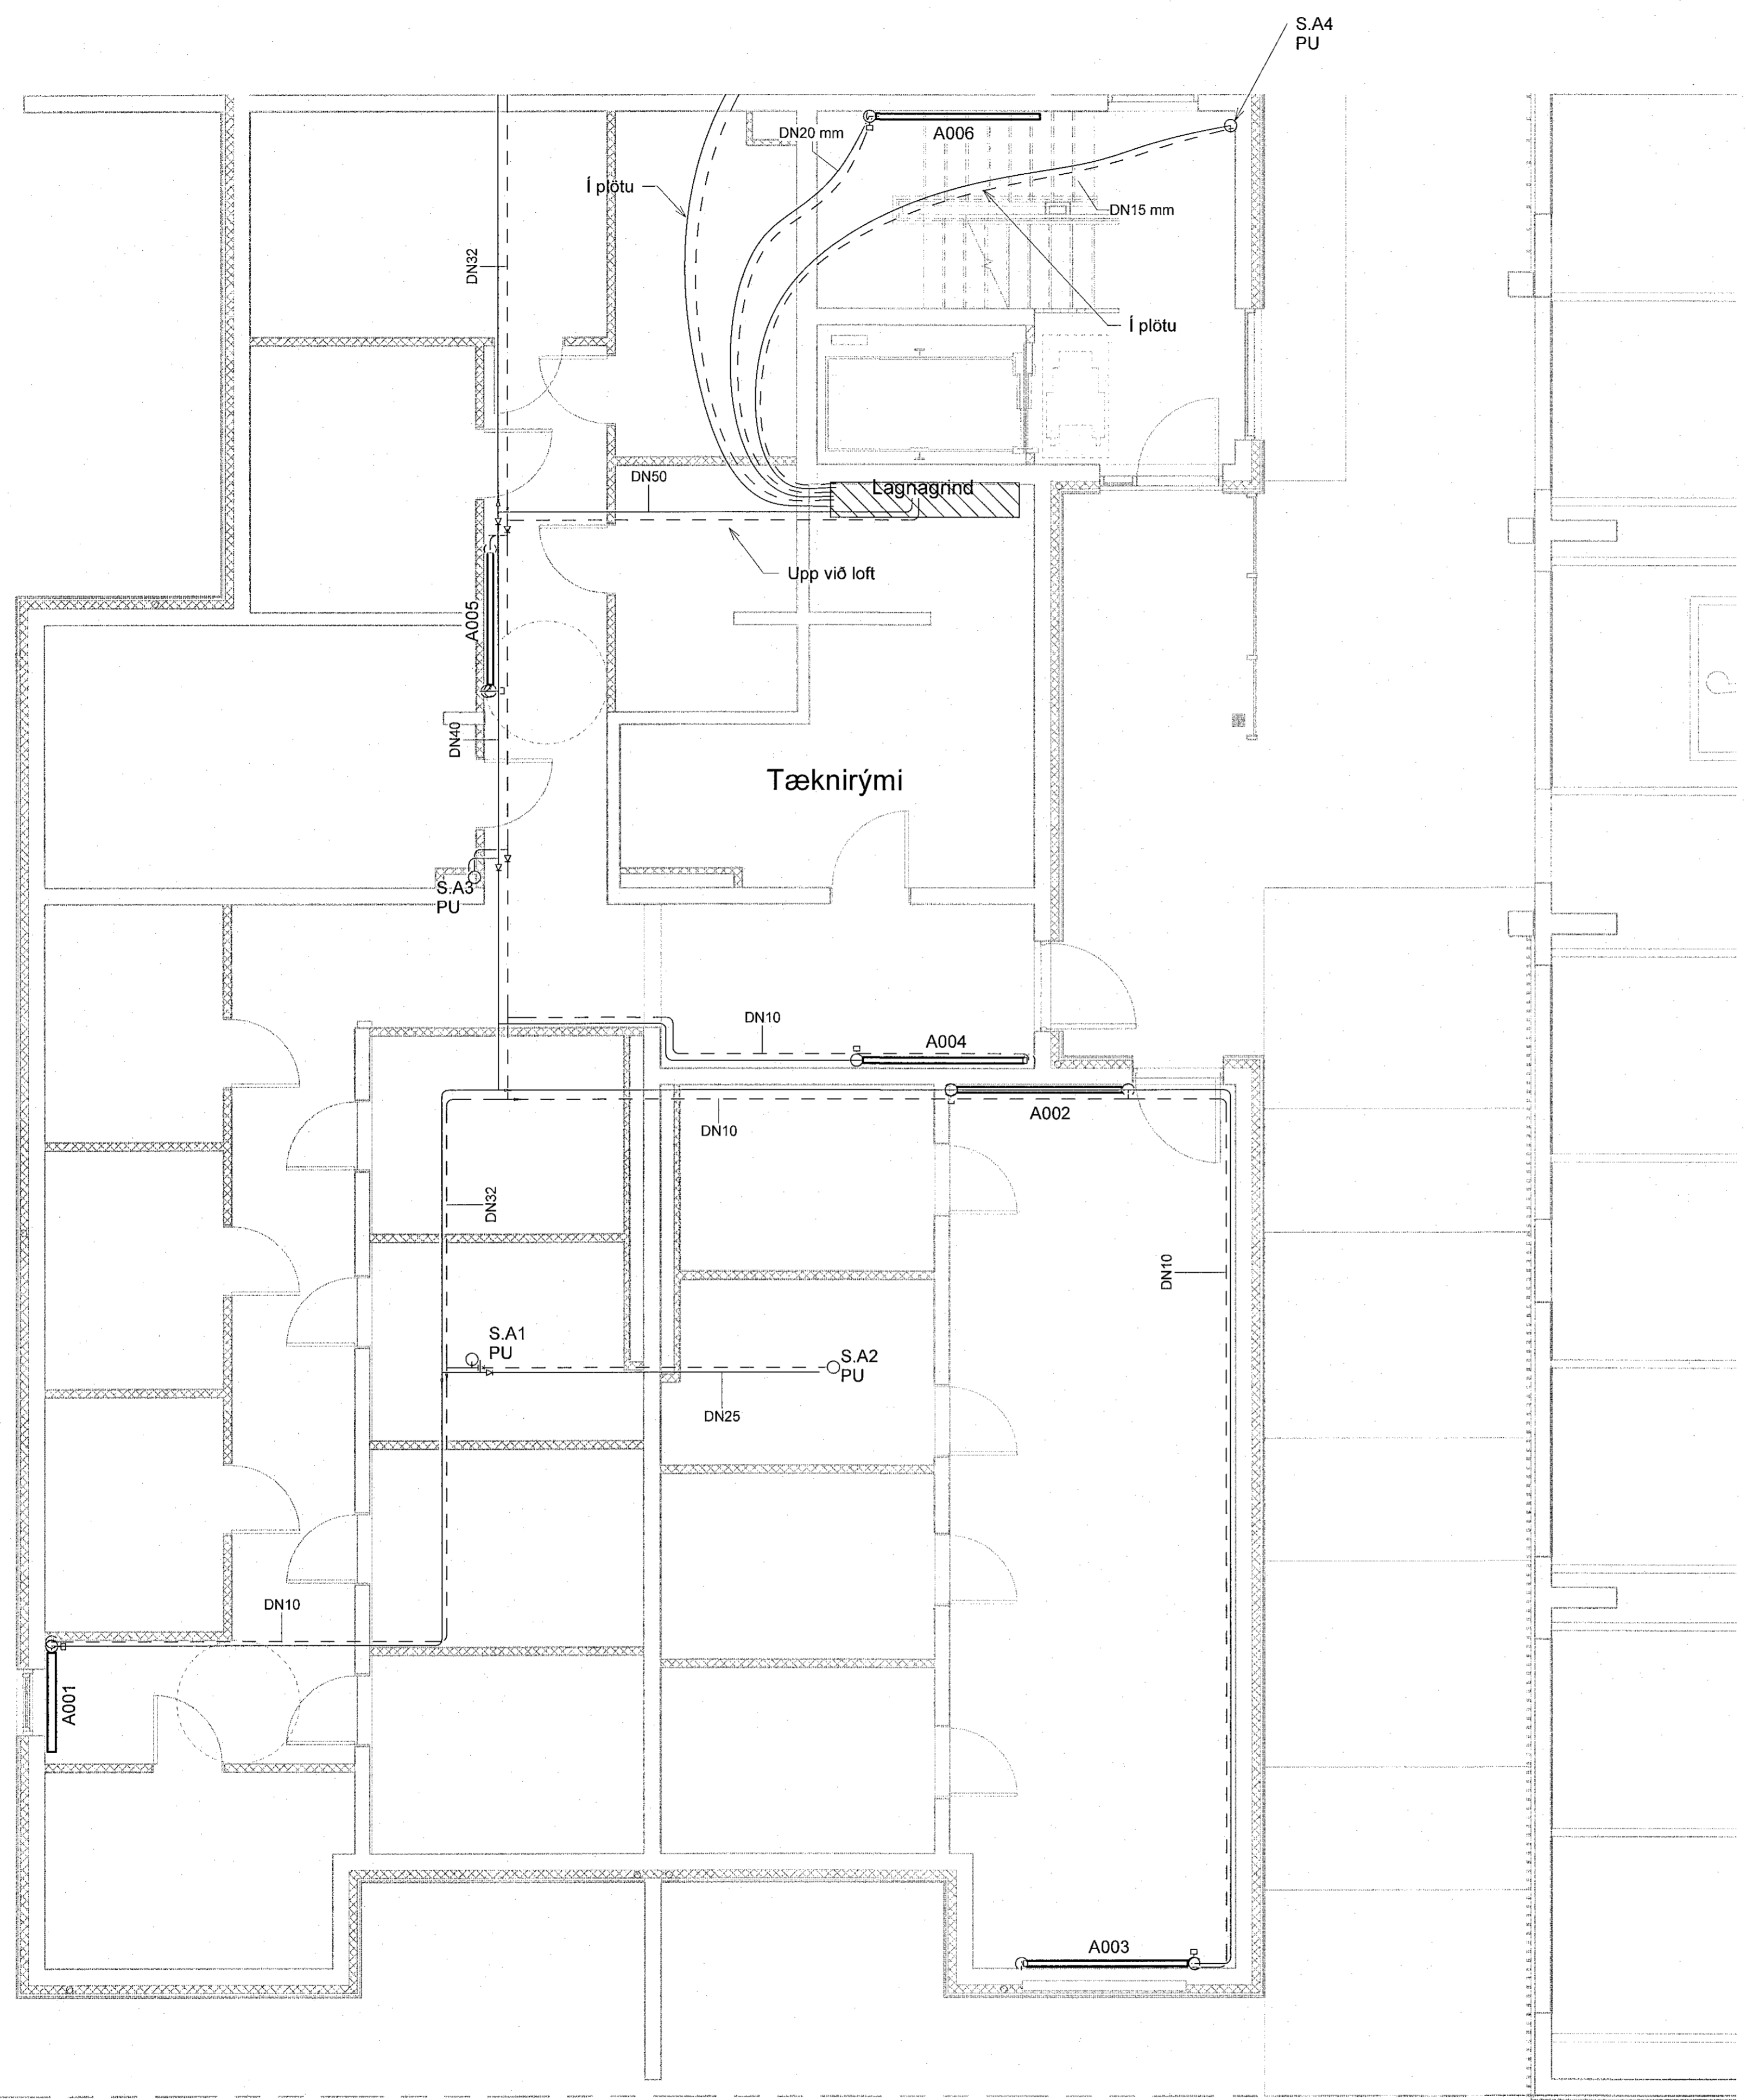 S.A4
PU
DN20 mm
A006
Í plötu
DN15 mm
DN32
Í plötu
DN50
Lagnagrind
Upp við loft
A005
DN40
Tæknirými
S.A3
PU
DN10
A004
A002
DN10
DN32
DN10
S.A1
PU
S.A2
PU
DN25
DN10
A001
A003